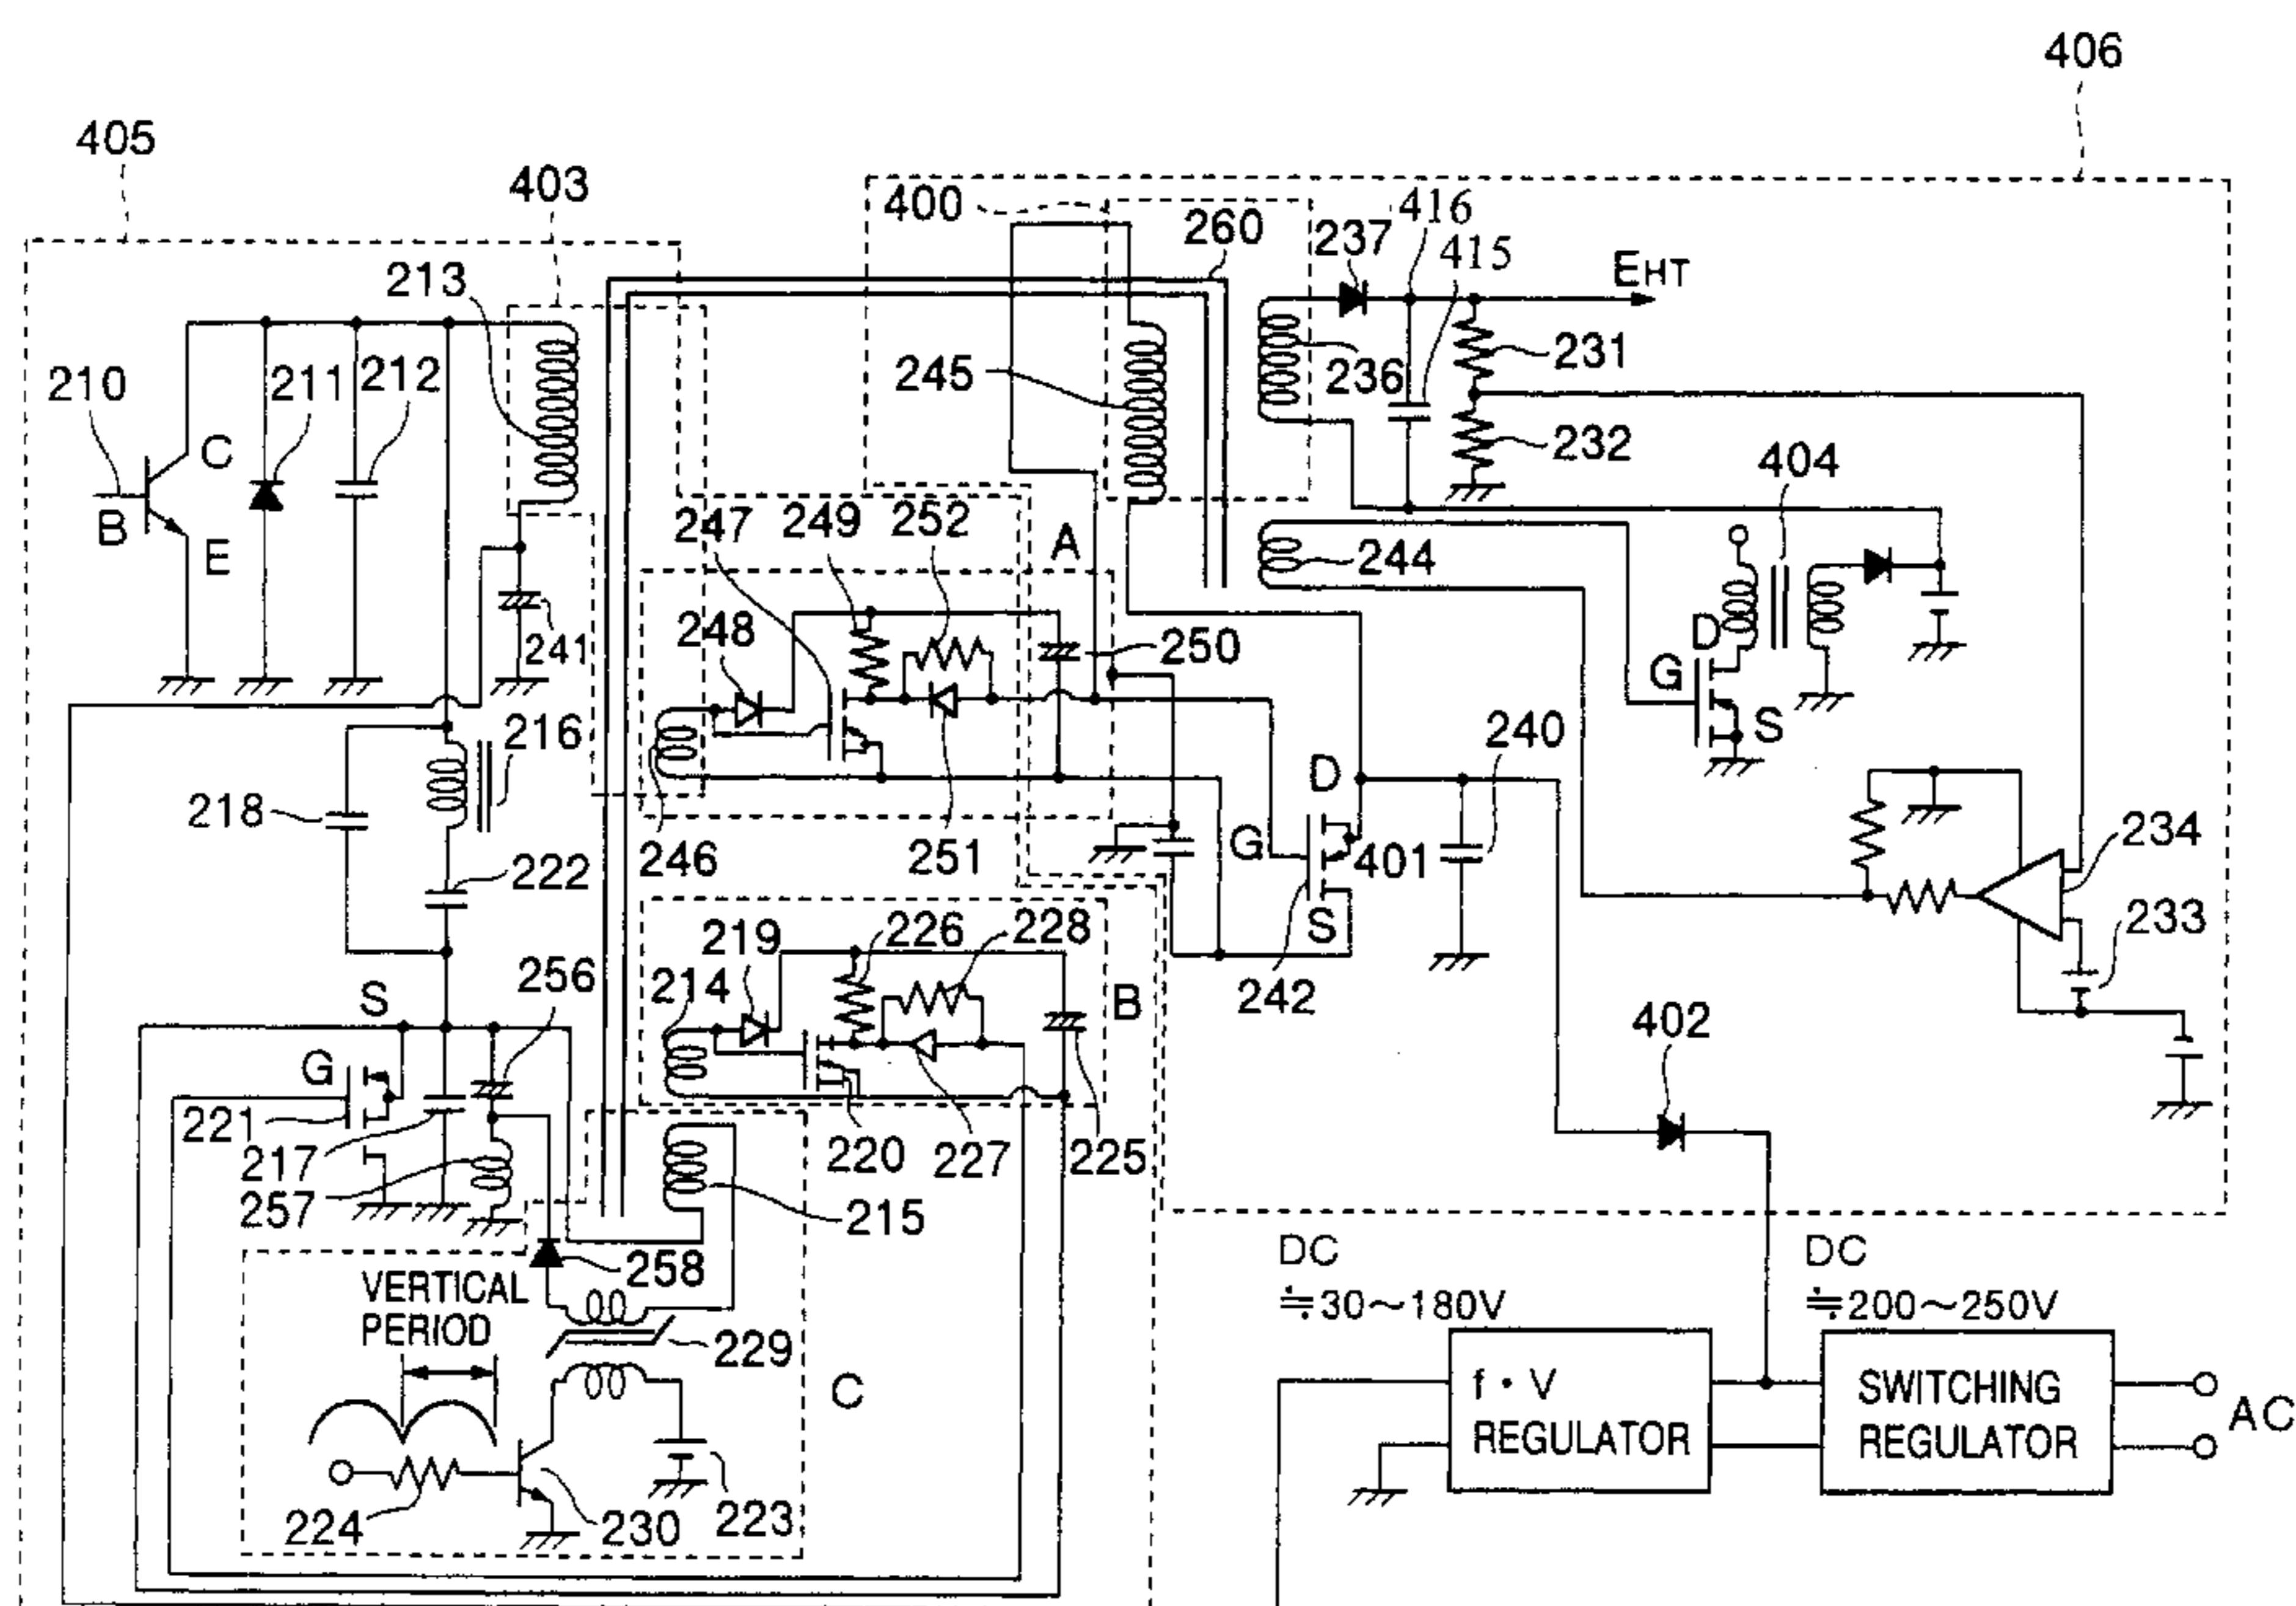 406
405
403
400
260
416
237
415
EHT
213
210
211
212
C
B
E
245
236
231
232
404
247
249
252
A
244
241
248
250
D
G
S
216
240
218
246
251
D
G
401
S
234
222
242
233
219
226
228
214
B
256
S
402
G
221
217
257
220
227
225
215
258
DC
≒30~180V
DC
≒200~250V
VERTICAL
PERIOD
229
C
f・V
REGULATOR
SWITCHING
REGULATOR
AC
224
230
223